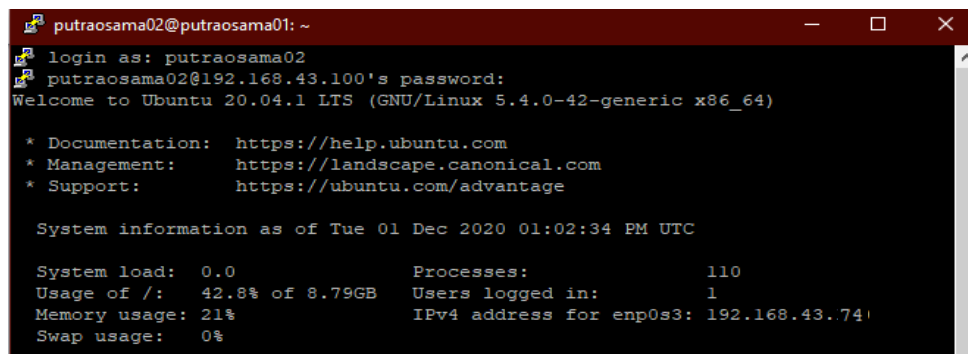 putraosama02@putraosama01: ~
login as: putraosama02
putraosama02@192.168.43.100's password:
Welcome to Ubuntu 20.04.1 LTS (GNU/Linux 5.4.0-42-generic x86_64)
* Documentation: https://help.ubuntu.com
* Management: https://landscape.canonical.com
* Support: https://ubuntu.com/advantage
System information as of Tue 01 Dec 2020 01:02:34 PM UTC
System load: 0.0 Processes: 110
Usage of /: 42.8% of 8.79GB Users logged in: 1
Memory usage: 21% IPv4 address for enp0s3:
Swap usage: 0%